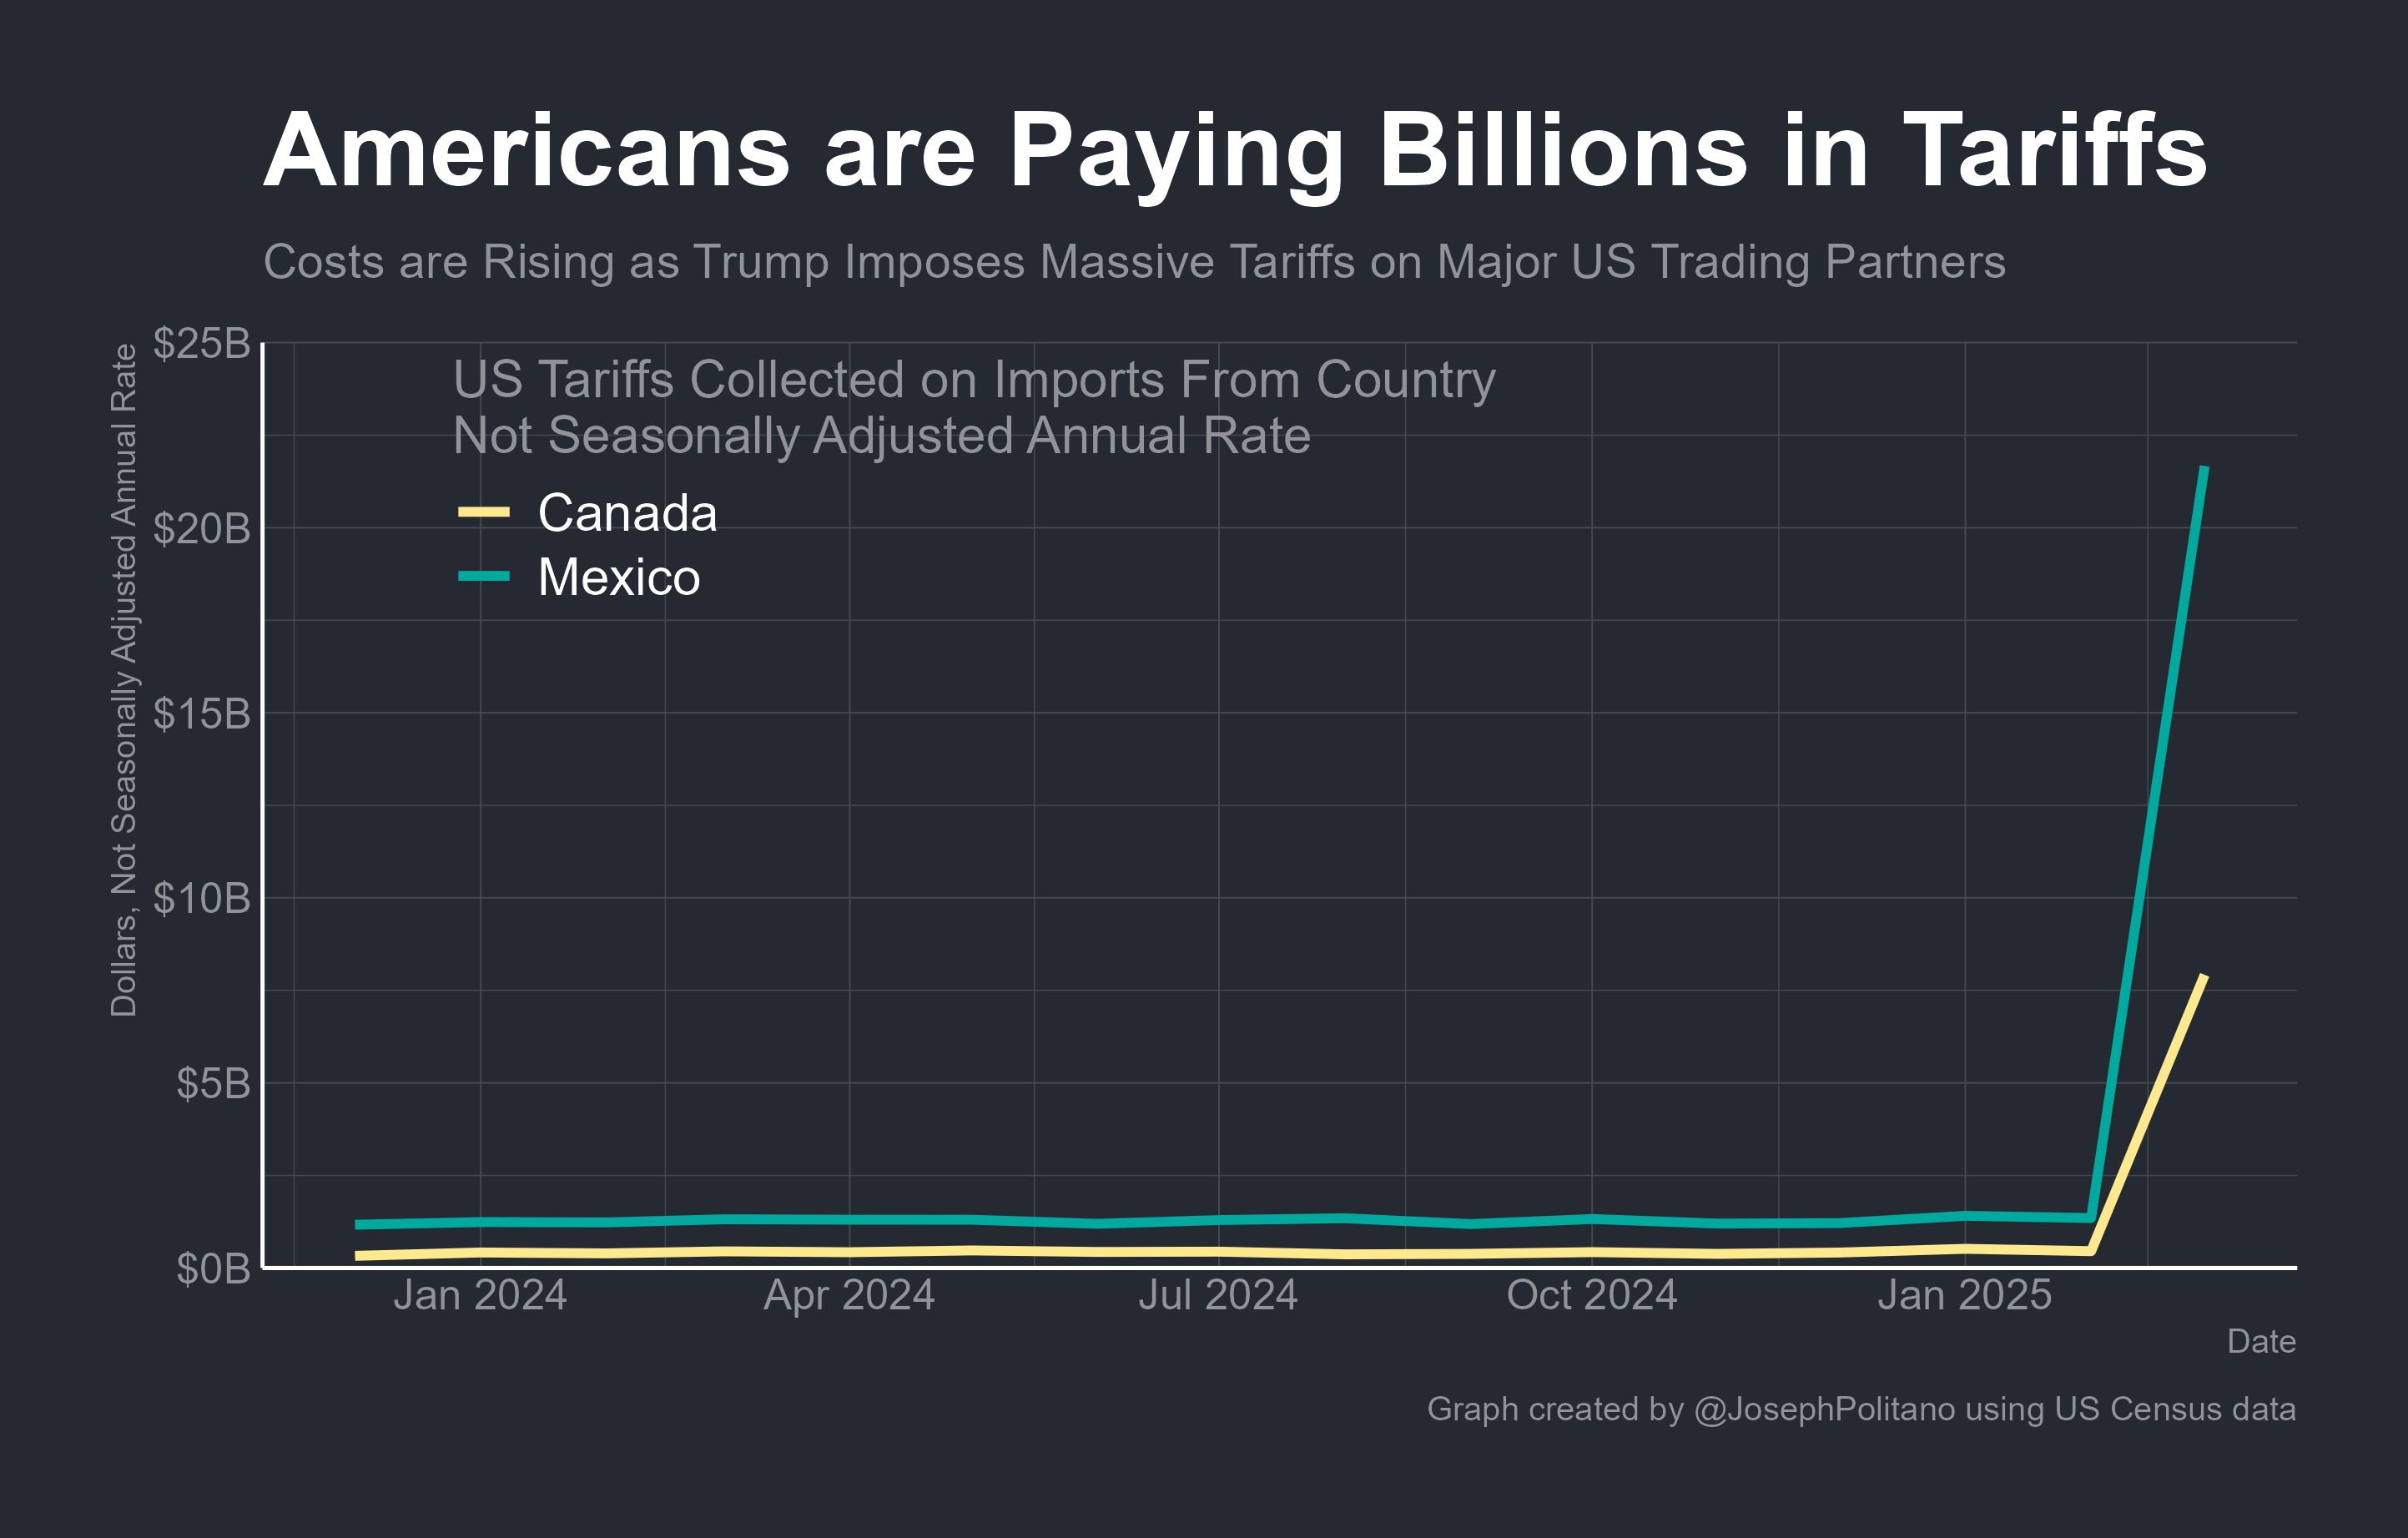 Americans are Paying Billions in Tariffs
Costs are Rising as Trump Imposes Massive Tariffs on Major US Trading Partners
Dollars, Not Seasonally Adjusted Annual Rate
$25B
$20B
$15B
$10B
$5B
$0B
US Tariffs Collected on Imports From Country
Not Seasonally Adjusted Annual Rate
Canada
Mexico
Jan 2024
Apr 2024
Jul 2024
Oct 2024
Jan 2025
Date
Graph created by @JosephPolitano using US Census data